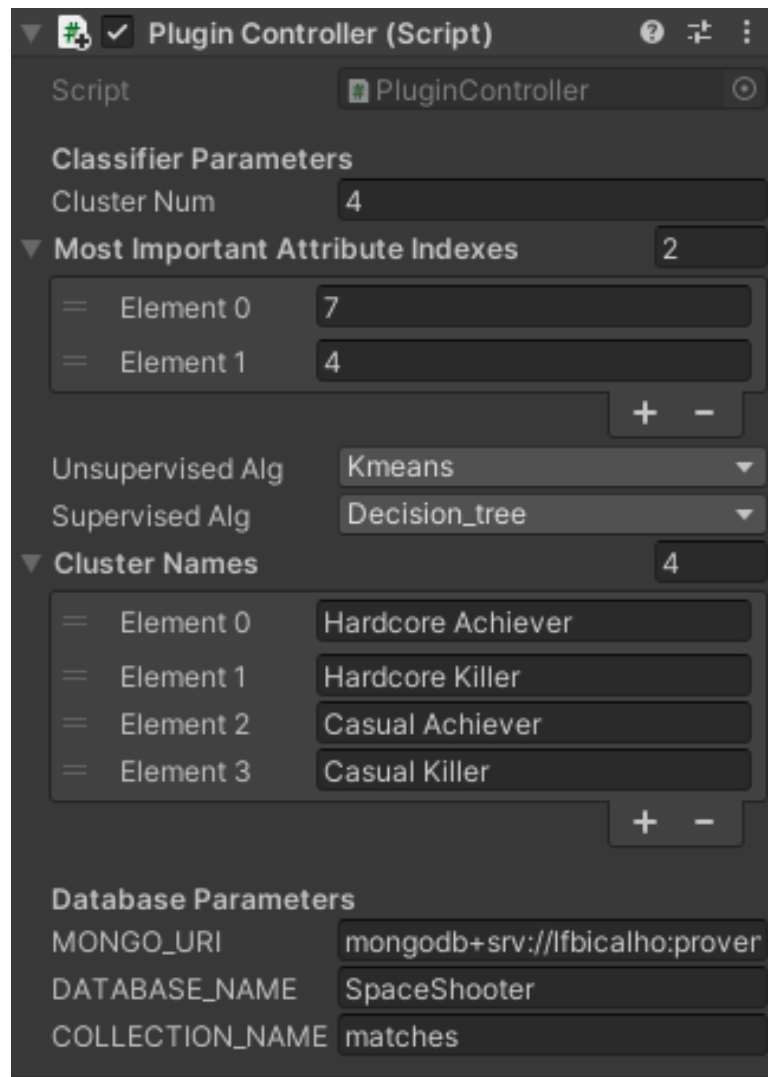 Plugin Controller (Script)
Script PluginController
Classifier Parameters
Cluster Num 4
Most Important Attribute Indexes 2
Element 0 7
Element 1 4
+ -
Unsupervised Alg Kmeans
Supervised Alg Decision_tree
Cluster Names 4
Element 0 Hardcore Achiever
Element 1 Hardcore Killer
Element 2 Casual Achiever
Element 3 Casual Killer
+ -
Database Parameters
MONGO_URI mongodb+srv://lfbicalho:prover
DATABASE_NAME SpaceShooter
COLLECTION_NAME matches